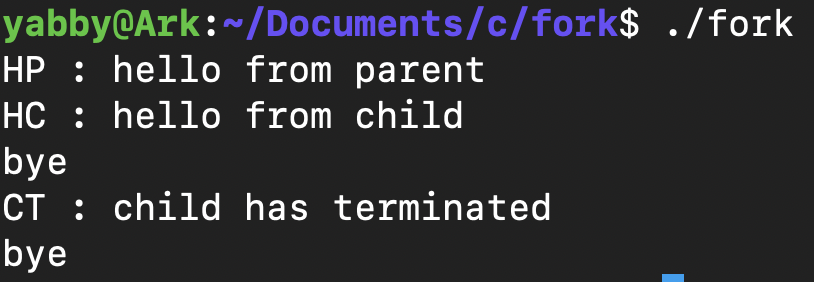 yabby@Ark:~/Documents/c/fork$ ./fork
HP : hello from parent
HC : hello from child
bye
CT : child has terminated
bye